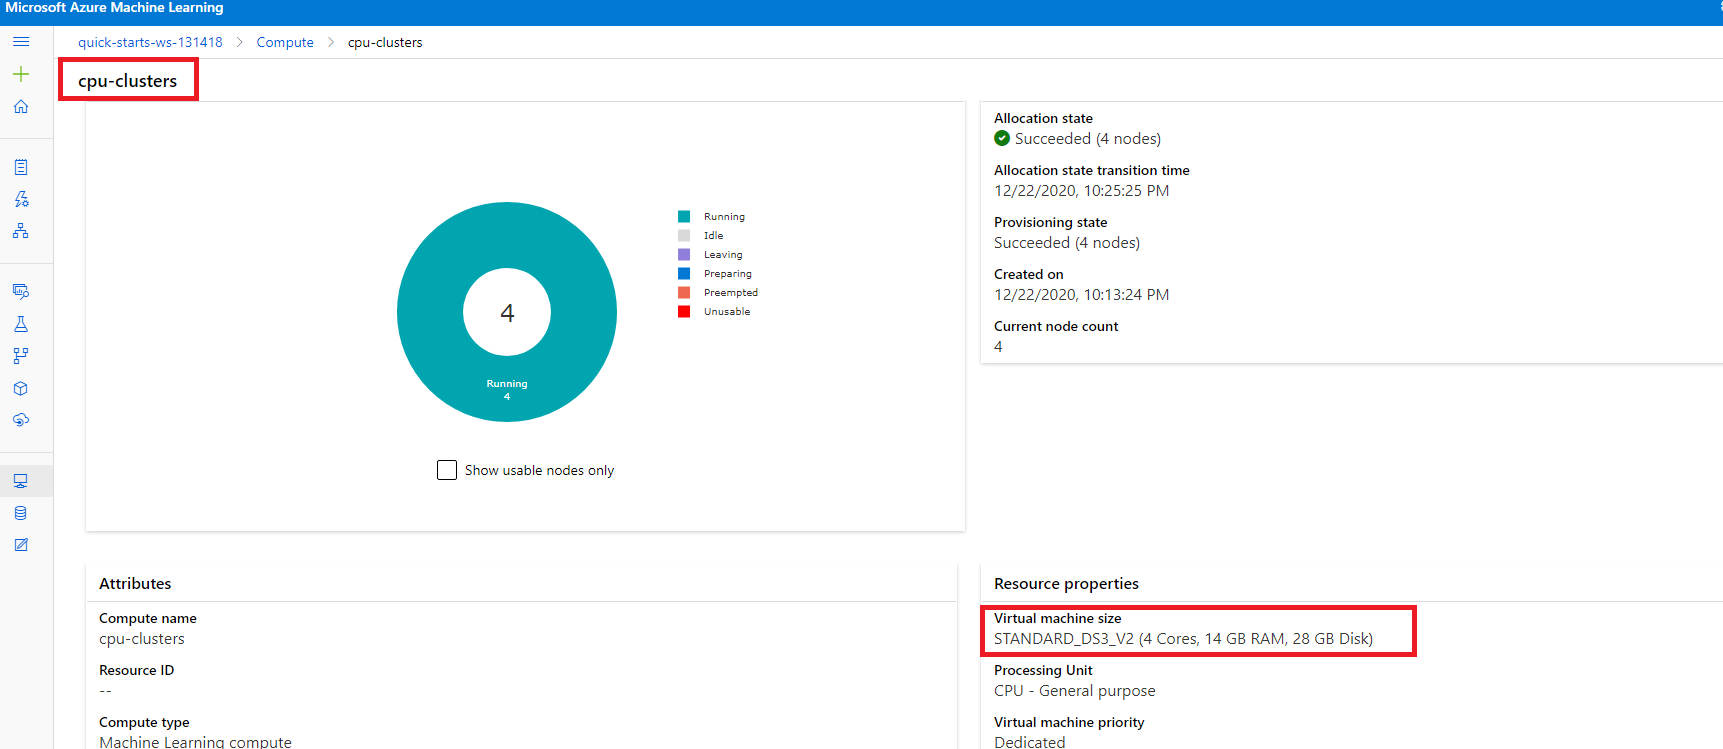 Microsoft Azure Machine Learning
quick-starts-ws-131418 > Compute > cpu-clusters
cpu-clusters
4
Running
4
Running
Idle
Leaving
Preparing
Preempted
Unusable
Show usable nodes only
Allocation state
Succeeded (4 nodes)
Allocation state transition time
12/22/2020, 10:25:25 PM
Provisioning state
Succeeded (4 nodes)
Created on
12/22/2020, 10:13:24 PM
Current node count
4
Attributes
Compute name
cpu-clusters
Resource ID
--
Compute type
Machine Learning compute
Resource properties
Virtual machine size
STANDARD_DS3_V2 (4 Cores, 14 GB RAM, 28 GB Disk)
Processing Unit
CPU - General purpose
Virtual machine priority
Dedicated